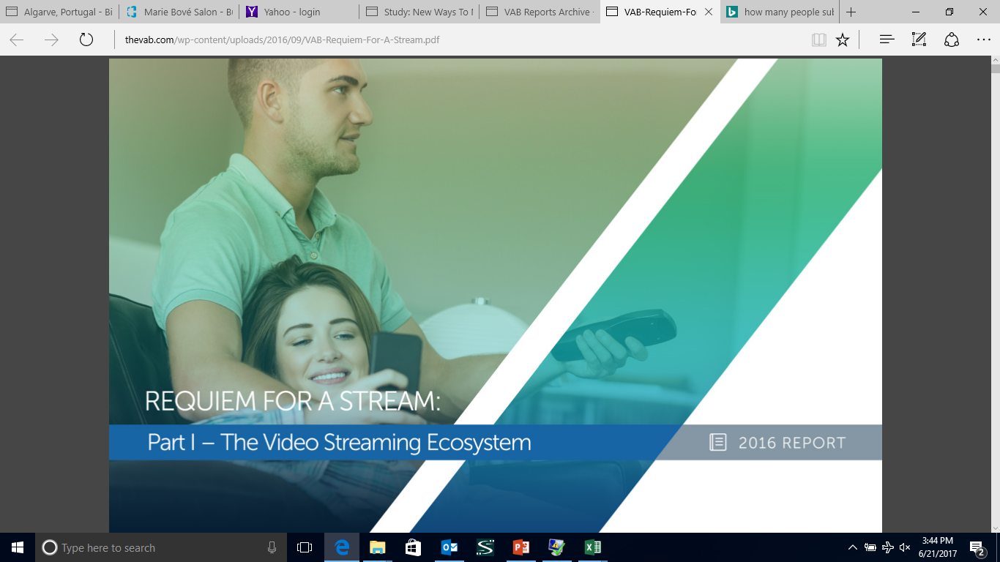 Algarve, Portugal - Bi
Marie Bové Salon - Bu
Yahoo - login
Study: New Ways To
VAB Reports Archive -
VAB-Requiem-Fo
how many people sub
thevab.com/wp-content/uploads/2016/09/VAB-Requiem-For-A-Stream.pdf
REQUIEM FOR A STREAM:
Part I – The Video Streaming Ecosystem
2016 REPORT
Type here to search
3:44 PM
6/21/2017
2